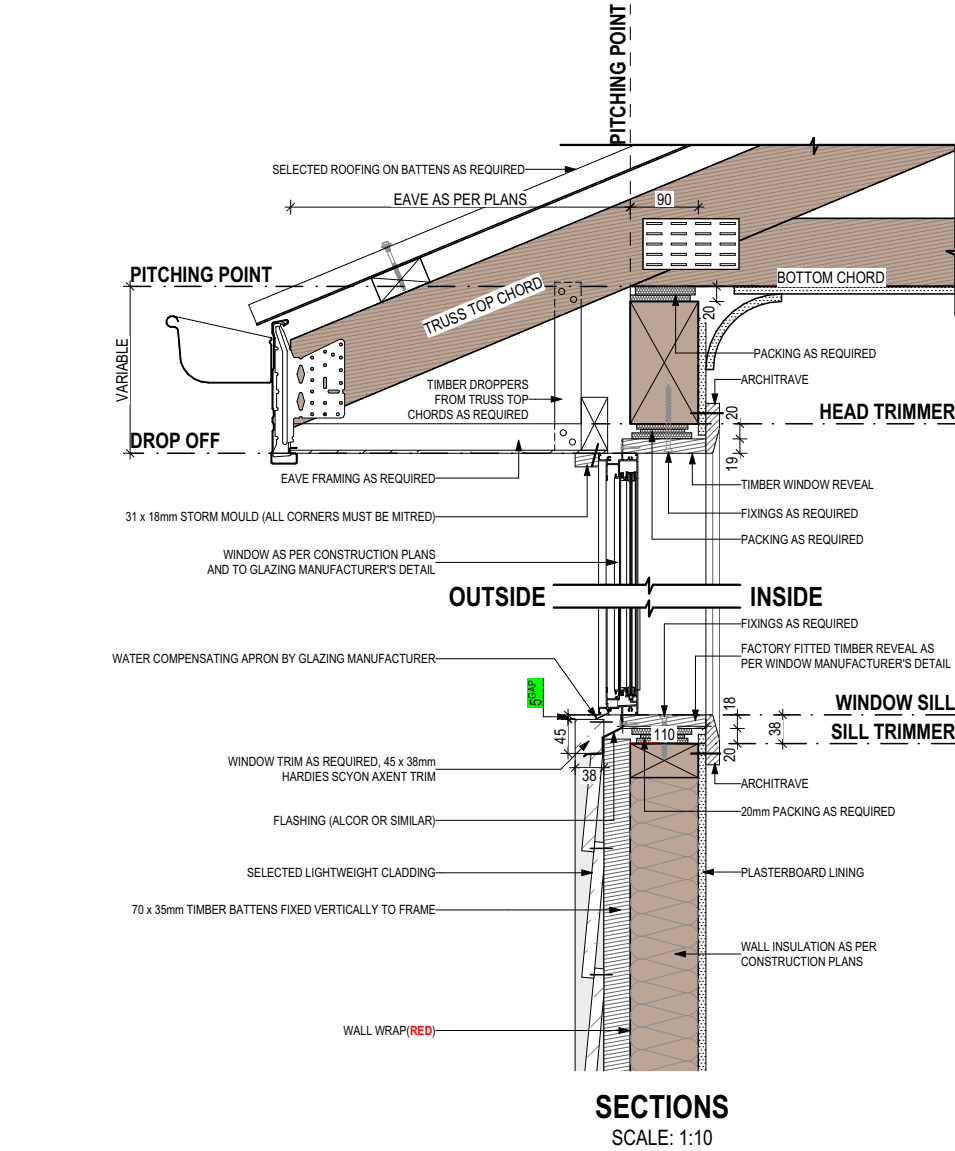 PITCHING POINT
SELECTED ROOFING ON BATTENS AS REQUIRED
EAVE AS PER PLANS
90
PITCHING POINT
BOTTOM CHORD
TRUSS TOP CHORD
20
VARIABLE
PACKING AS REQUIRED
ARCHITRAVE
TIMBER DROPPERS
FROM TRUSS TOP
CHORDS AS REQUIRED
20
HEAD TRIMMER
DROP OFF
19
EAVE FRAMING AS REQUIRED
TIMBER WINDOW REVEAL
31 x 18mm STORM MOULD (ALL CORNERS MUST BE MITRED)
FIXINGS AS REQUIRED
PACKING AS REQUIRED
WINDOW AS PER CONSTRUCTION PLANS
AND TO GLAZING MANUFACTURER'S DETAIL
OUTSIDE
INSIDE
FIXINGS AS REQUIRED
FACTORY FITTED TIMBER REVEAL AS
PER WINDOW MANUFACTURER'S DETAIL
WATER COMPENSATING APRON BY GLAZING MANUFACTURER
5GAP
18
WINDOW SILL
45
110
38
SILL TRIMMER
20
WINDOW TRIM AS REQUIRED, 45 x 38mm
HARDIES SCYON AXENT TRIM
38
ARCHITRAVE
20mm PACKING AS REQUIRED
FLASHING (ALCOR OR SIMILAR)
SELECTED LIGHTWEIGHT CLADDING
PLASTERBOARD LINING
70 x 35mm TIMBER BATTENS FIXED VERTICALLY TO FRAME
WALL INSULATION AS PER
CONSTRUCTION PLANS
WALL WRAP(RED)
SECTIONS
SCALE: 1:10